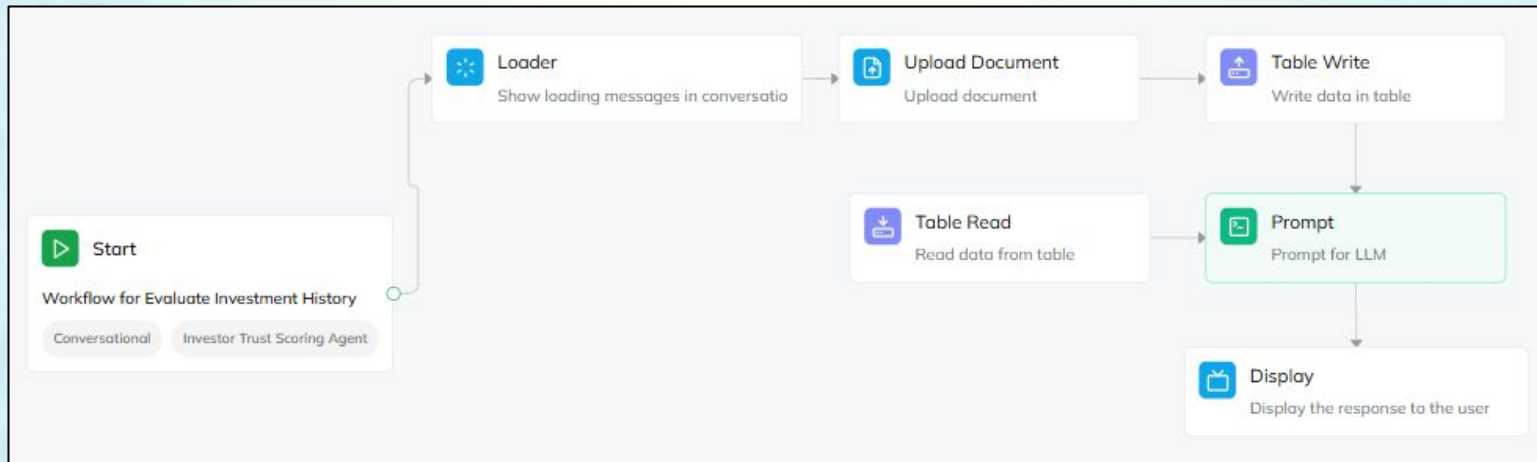 Loader
Show loading messages in conversatio
Upload Document
Upload document
Table Write
Write data in table
Start
Workflow for Evaluate Investment History
Conversational
Investor Trust Scoring Agent
Table Read
Read data from table
Prompt
Prompt for LLM
Display
Display the response to the user